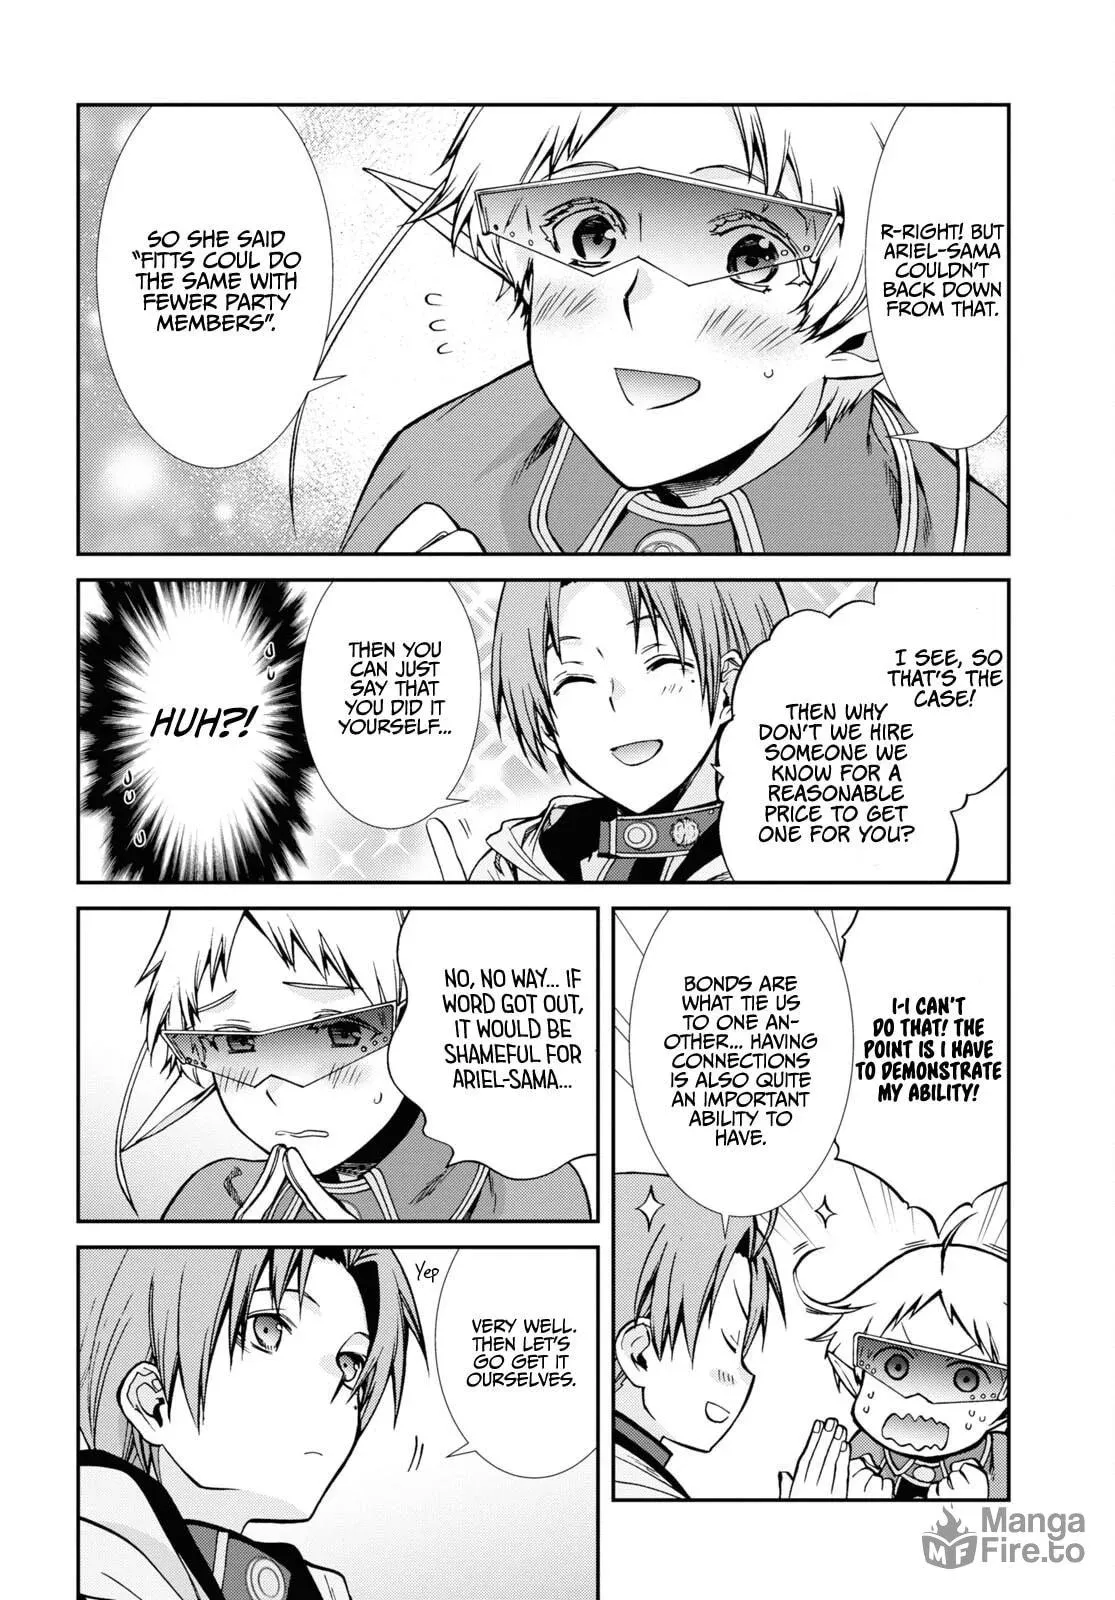 R-RIGHT! BUT
ARIEL-SAMA
COULDN'T
BACK DOWN
FROM THAT.
SO SHE SAID
"FITTS COUL DO
THE SAME WITH
FEWER PARTY
MEMBERS".
I SEE, SO
THAT'S THE
CASE!
THEN WHY
DON'T WE HIRE
SOMEONE WE
KNOW FOR A
REASONABLE
PRICE TO GET
ONE FOR YOU?
THEN YOU
CAN JUST
SAY THAT
YOU DID IT
YOURSELF...
HUH?!
I-I CAN'T
DO THAT! THE
POINT IS I HAVE
TO DEMONSTRATE
MY ABILITY!
BONDS ARE
WHAT TIE US
TO ONE AN-
OTHER... HAVING
CONNECTIONS
IS ALSO QUITE
AN IMPORTANT
ABILITY TO
HAVE.
NO, NO WAY... IF
WORD GOT OUT,
IT WOULD BE
SHAMEFUL FOR
ARIEL-SAMA...
VERY WELL.
THEN LET'S
GO GET IT
OURSELVES.
Yep
Manga
Fire.to
MF